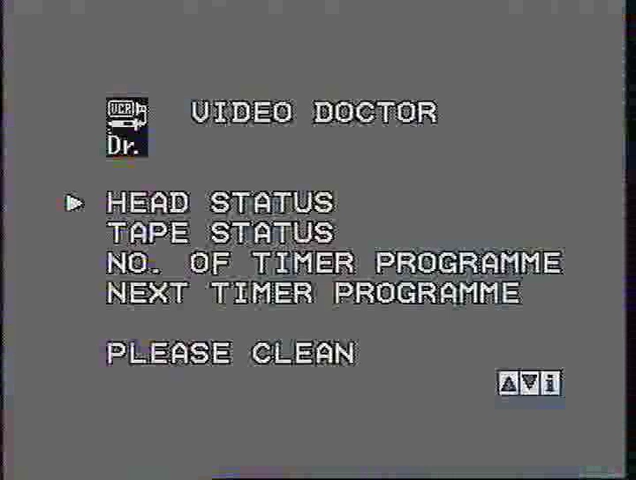 VCR
Dr.
VIDEO DOCTOR
HEAD STATUS
TAPE STATUS
NO. OF TIMER PROGRAMME
NEXT TIMER PROGRAMME
PLEASE CLEAN
i